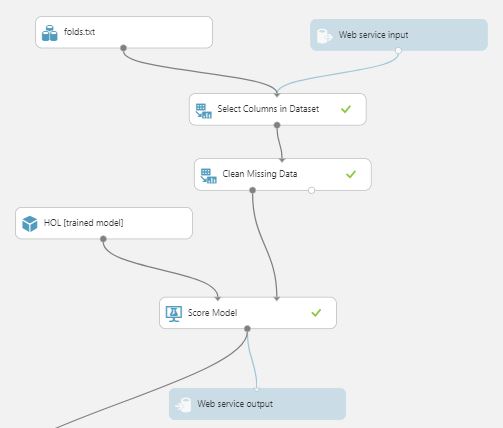 folds.txt
Web service input
Select Columns in Dataset
Clean Missing Data
HOL [trained model]
Score Model
Web service output